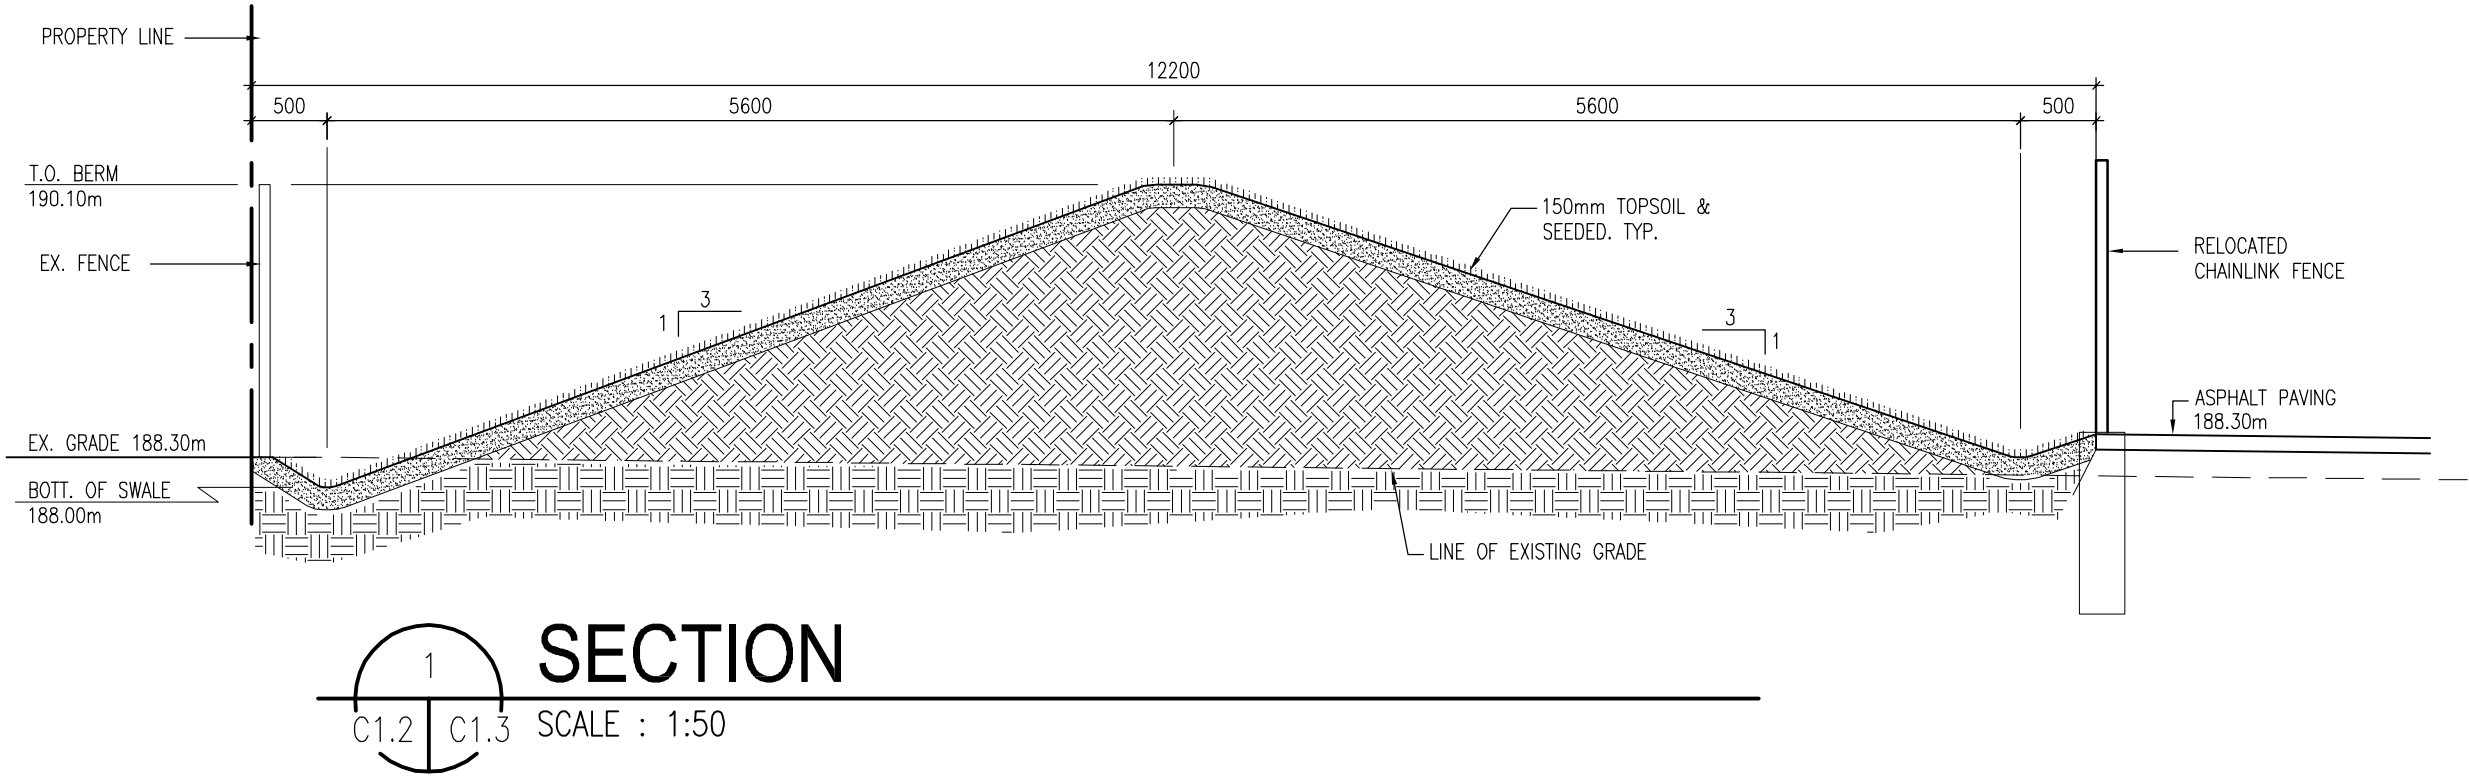 PROPERTY LINE
12200
500
5600
5600
500
T.O. BERM
190.10m
150mm TOPSOIL &
SEEDED. TYP.
EX. FENCE
RELOCATED
CHAINLINK FENCE
3
1
3
1
ASPHALT PAVING
188.30m
EX. GRADE 188.30m
BOTT. OF SWALE
188.00m
LINE OF EXISTING GRADE
1
SECTION
C1.2
C1.3
SCALE : 1:50